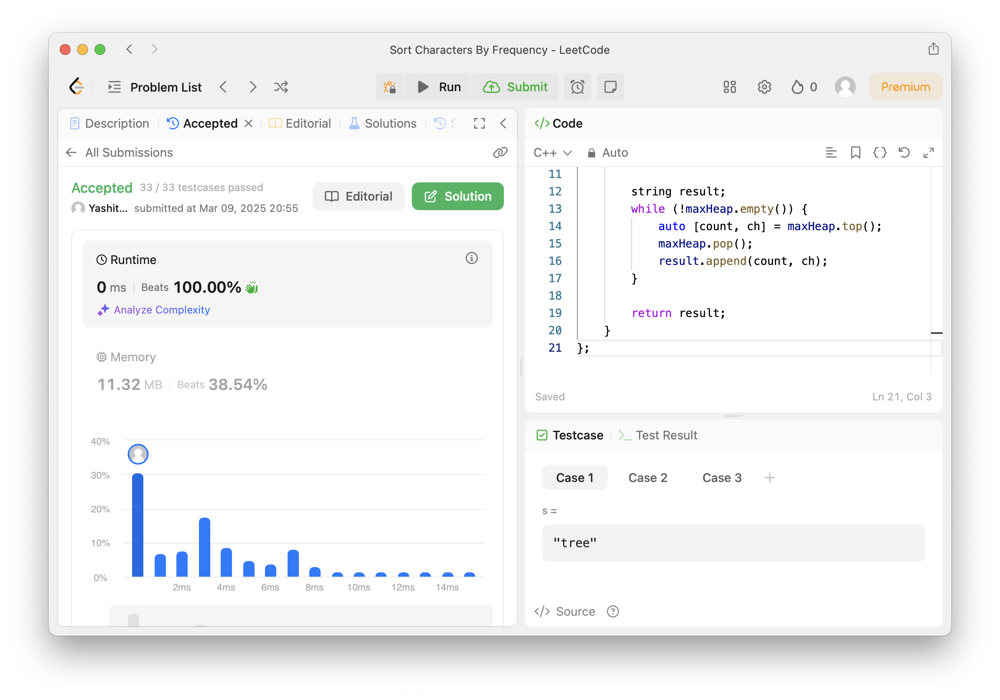 Sort Characters By Frequency - LeetCode
Problem List
Run
Submit
0
Premium
Description
Accepted
Editorial
Solutions
S
All Submissions
Accepted 33 / 33 testcases passed
Yashit... submitted at Mar 09, 2025 20:55
Editorial
Solution
Runtime
0 ms Beats 100.00%
Analyze Complexity
Memory
11.32 MB Beats 38.54%
40%
30%
20%
10%
0%
2ms 4ms 6ms 8ms 10ms 12ms 14ms
</> Code
C++ Auto
11
12 string result;
13 while (!maxHeap.empty()) {
14 auto [count, ch] = maxHeap.top();
15 maxHeap.pop();
16 result.append(count, ch);
17 }
18
19 return result;
20 }
21 };
Saved Ln 21, Col 3
Testcase
Test Result
Case 1 Case 2 Case 3 +
s =
"tree"
</> Source ?